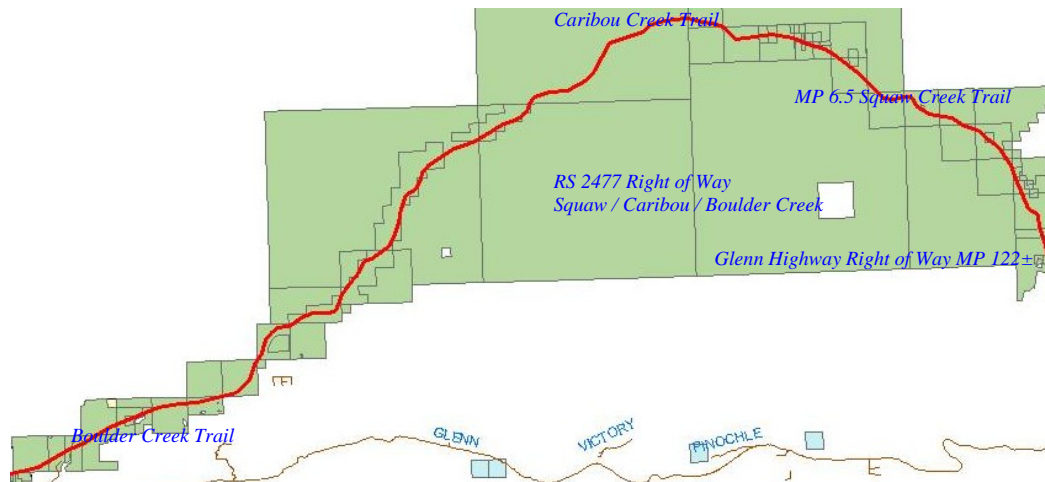 Caribou Creek Trail
MP 6.5 Squaw Creek Trail
RS 2477 Right of Way
Squaw / Caribou / Boulder Creek
Glenn Highway Right of Way MP 122±
Boulder Creek Trail
GLENN
VICTORY
PINOCHLE